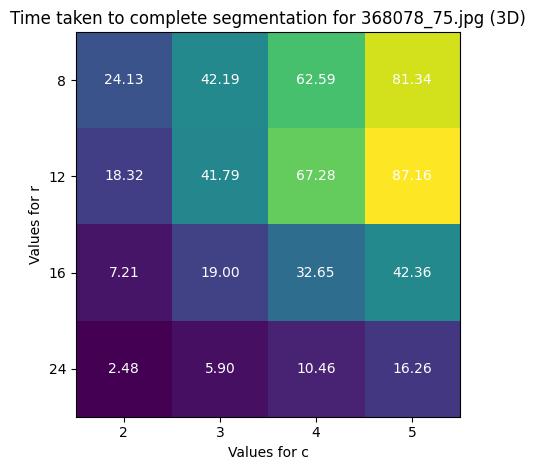 Time taken to complete segmentation for 368078_75.jpg (3D)
8 24.13 42.19 62.59 81.34
12 18.32 41.79 67.28 87.16
16 7.21 19.00 32.65 42.36
24 2.48 5.90 10.46 16.26
Values for r
2 3 4 5
Values for c